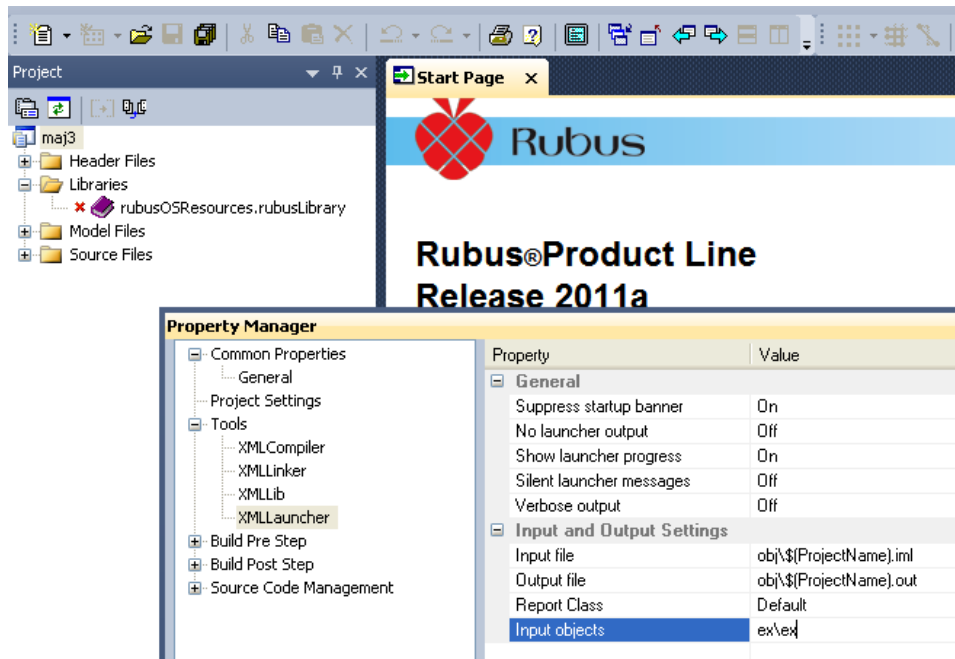 Project
Start Page
maj3
Header Files
Libraries
rubusOSResources.rubusLibrary
Model Files
Source Files
Rubus
Rubus®Product Line
Release 2011a
Property Manager
Common Properties
General
Project Settings
Tools
XMLCompiler
XMLLinker
XMLLib
XMLLauncher
Build Pre Step
Build Post Step
Source Code Management
Property Value
General
Suppress startup banner On
No launcher output Off
Show launcher progress On
Silent launcher messages Off
Verbose output Off
Input and Output Settings
Input file obj\$(ProjectName).iml
Output file obj\$(ProjectName).out
Report Class Default
Input objects ex\ex